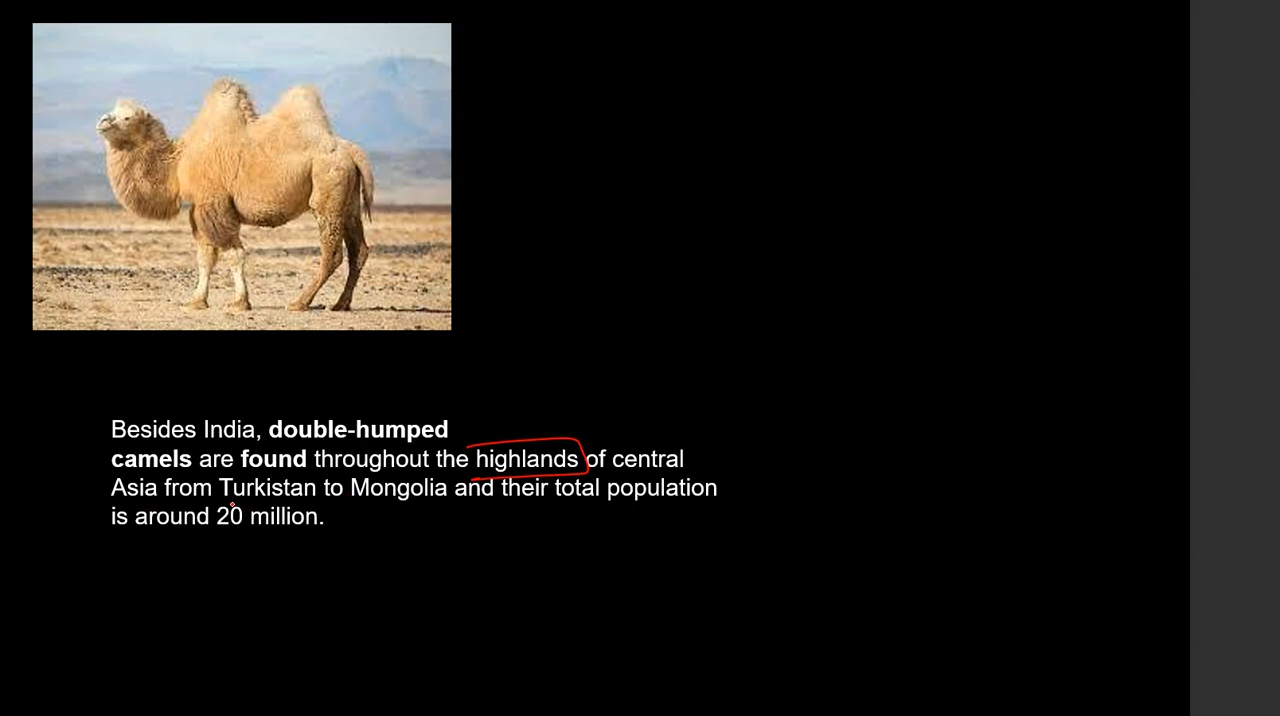 Besides India, double-humped
camels are found throughout the highlands of central
Asia from Turkistan to Mongolia and their total population
is around 20 million.